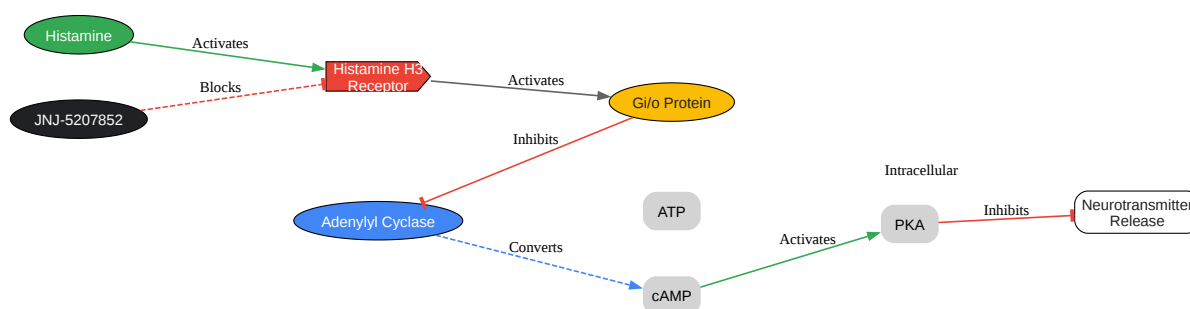 Histamine
Activates
Histamine H3
Receptor
Blocks
JNJ-5207852
Activates
Gi/o Protein
Inhibits
Adenylyl Cyclase
Converts
ATP
cAMP
Activates
Intracellular
PKA
Inhibits
Neurotransmitter
Release